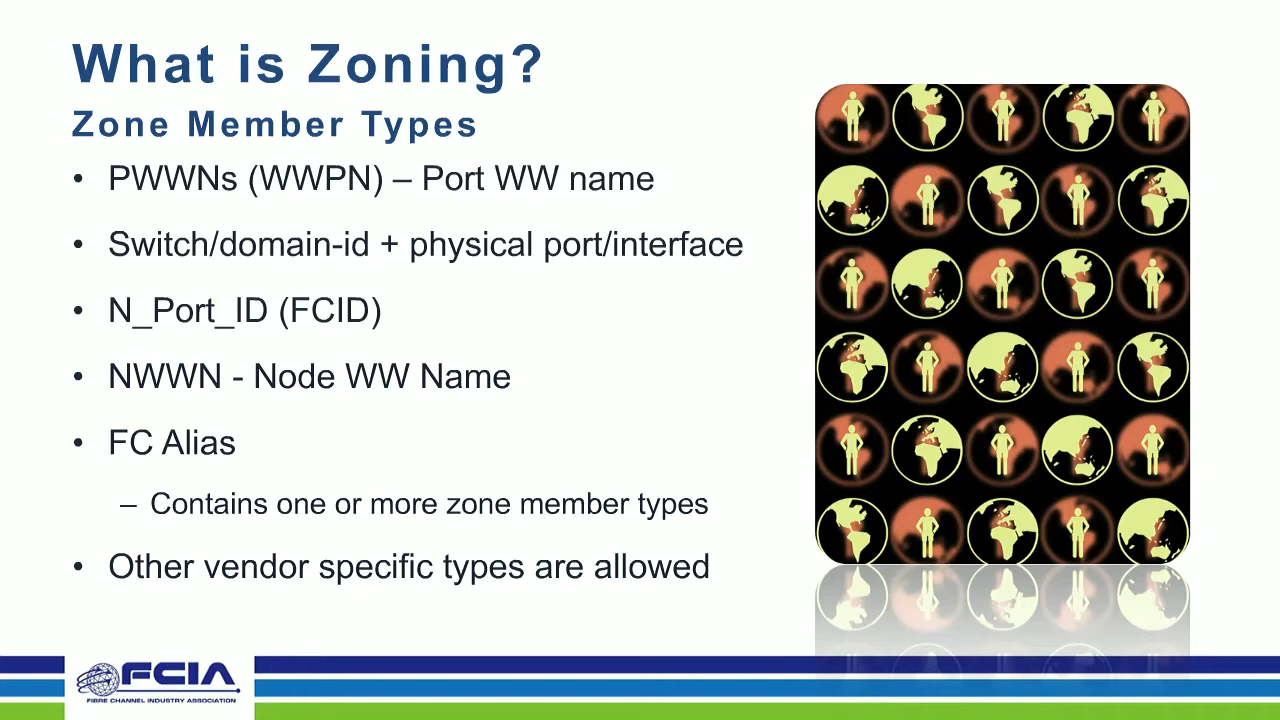 What is Zoning?
Zone Member Types
• PWWNs (WWPN) – Port WW name
• Switch/domain-id + physical port/interface
• N_Port_ID (FCID)
• NWWN - Node WW Name
• FC Alias
– Contains one or more zone member types
• Other vendor specific types are allowed
FCIA
FIBRE CHANNEL INDUSTRY ASSOCIATION